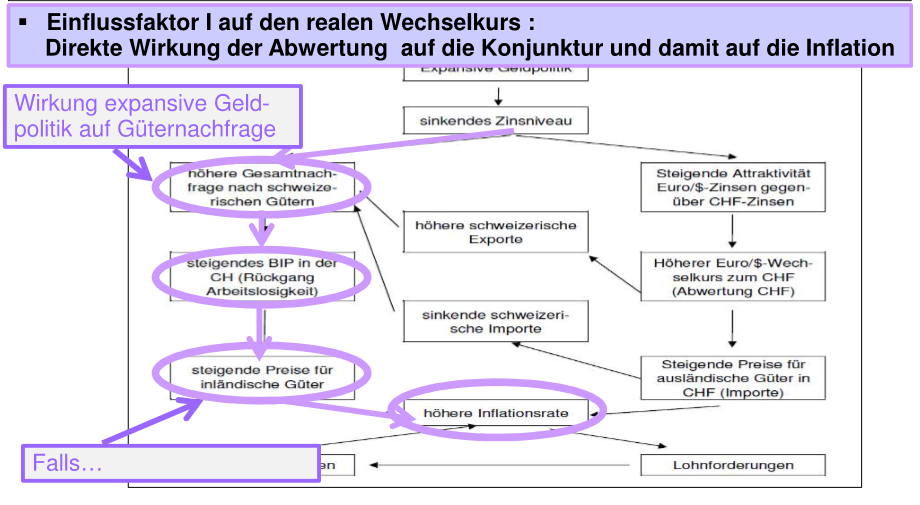 ▪ Einflussfaktor I auf den realen Wechselkurs :
Direkte Wirkung der Abwertung auf die Konjunktur und damit auf die Inflation
Expansive Geldpolitik
Wirkung expansive Geld-
politik auf Güternachfrage
sinkendes Zinsniveau
höhere Gesamtnach-
frage nach schweize-
rischen Gütern
Steigende Attraktivität
Euro/$-Zinsen gegen-
über CHF-Zinsen
höhere schweizerische
Exporte
steigendes BIP in der
CH (Rückgang
Arbeitslosigkeit)
Höherer Euro/$-Wech-
selkurs zum CHF
(Abwertung CHF)
sinkende schweizeri-
sche Importe
steigende Preise für
inländische Güter
Steigende Preise für
ausländische Güter in
CHF (Importe)
höhere Inflationsrate
Falls…
en
Lohnforderungen